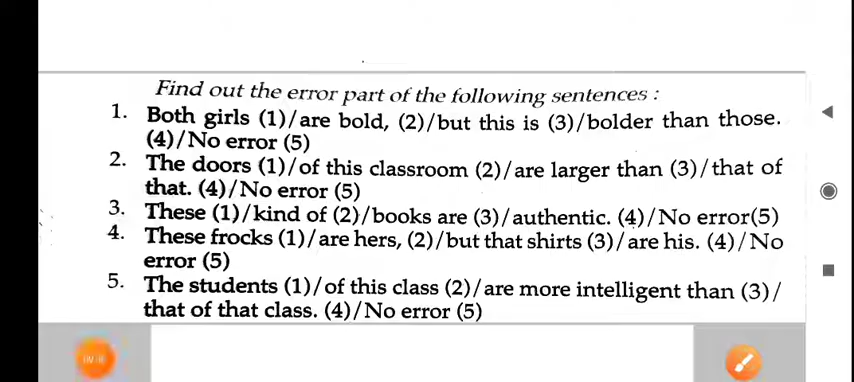 Find out the error part of the following sentences :
1. Both girls (1)/are bold, (2)/but this is (3)/bolder than those.
(4)/No error (5)
2. The doors (1)/of this classroom (2)/are larger than (3)/that of
that. (4)/No error (5)
3. These (1)/kind of (2)/books are (3)/authentic. (4)/No error(5)
4. These frocks (1)/are hers, (2)/but that shirts (3)/are his. (4)/No
error (5)
5. The students (1)/of this class (2)/are more intelligent than (3)/
that of that class. (4)/No error (5)